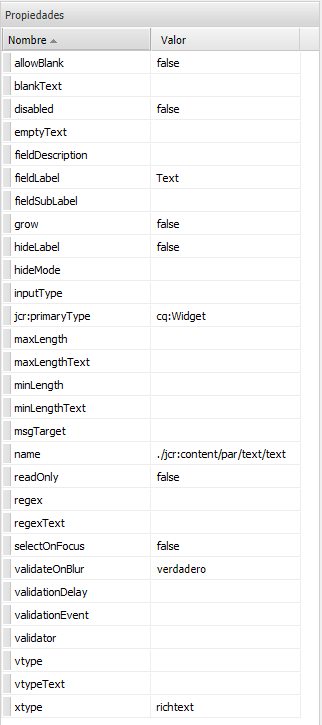 Propiedades
Nombre Valor
allowBlank false
blankText
disabled false
emptyText
fieldDescription
fieldLabel Text
fieldSubLabel
grow false
hideLabel false
hideMode
inputType
jcr:primaryType cq:Widget
maxLength
maxLengthText
minLength
minLengthText
msgTarget
name ./jcr:content/par/text/text
readOnly false
regex
regexText
selectOnFocus false
validateOnBlur verdadero
validationDelay
validationEvent
validator
vtype
vtypeText
xtype richtext